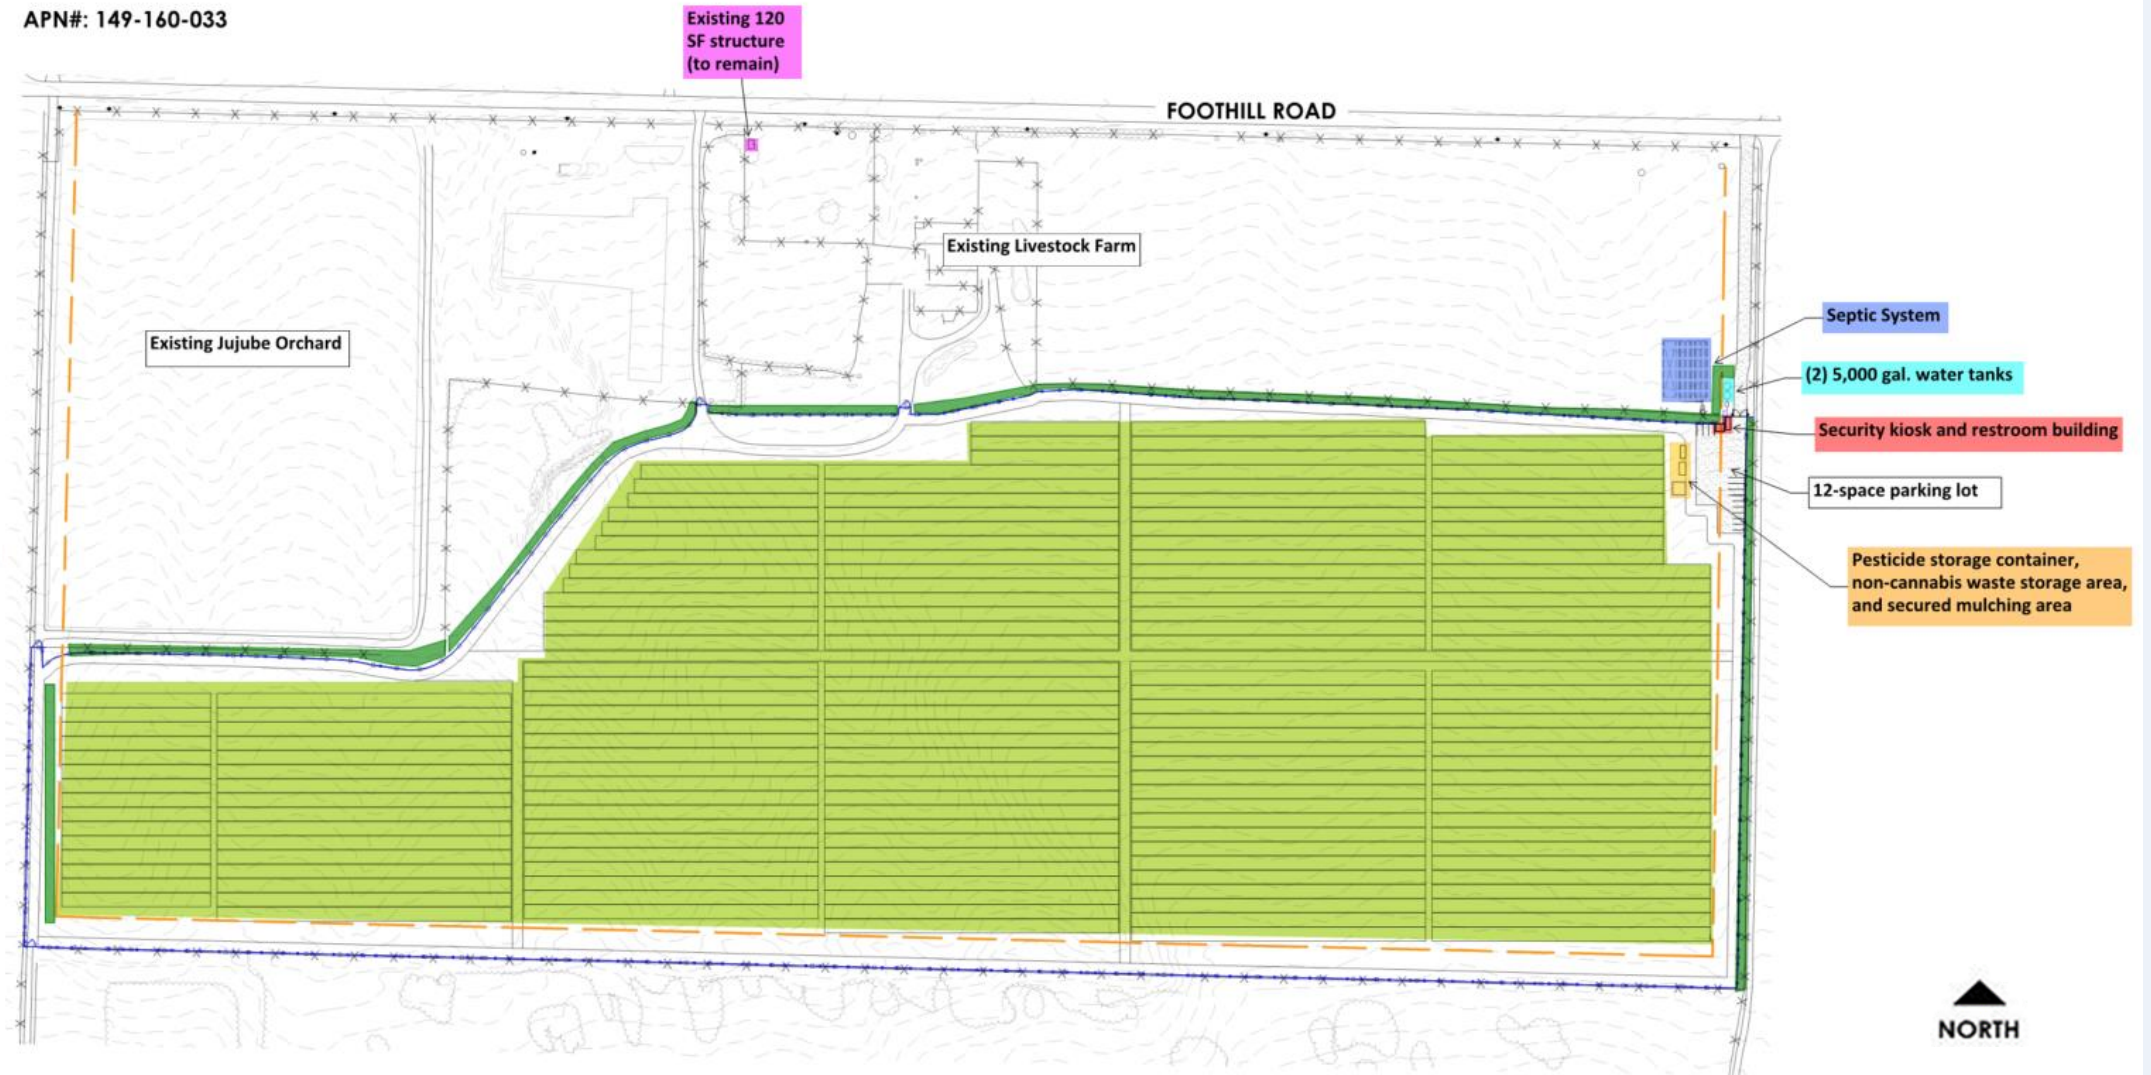 APN#: 149-160-033
Existing 120
SF structure
(to remain)
FOOTHILL ROAD
Existing Livestock Farm
Existing Jujube Orchard
Septic System
(2) 5,000 gal. water tanks
Security kiosk and restroom building
12-space parking lot
Pesticide storage container,
non-cannabis waste storage area,
and secured mulching area
NORTH